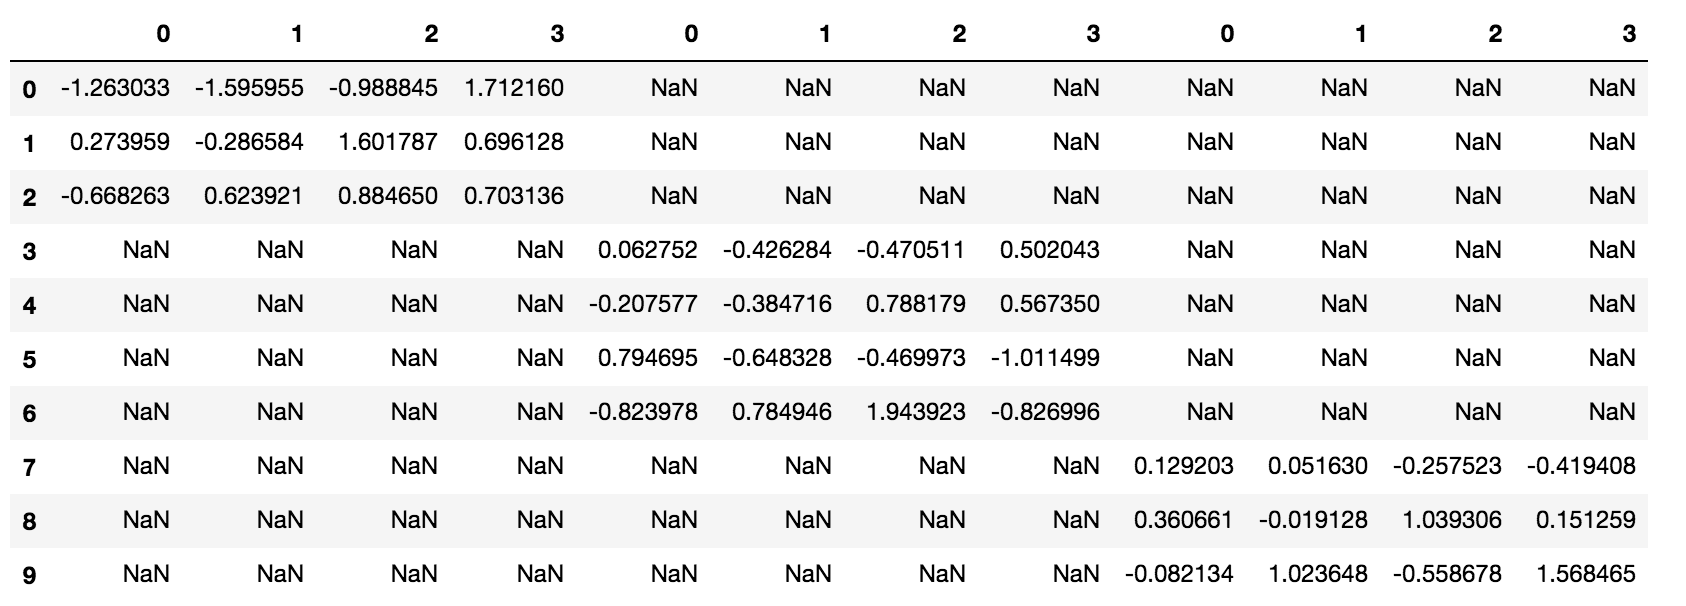 0 1 2 3 0 1 2 3 0 1 2 3
0 -1.263033 -1.595955 -0.988845 1.712160 NaN NaN NaN NaN NaN NaN NaN NaN
1 0.273959 -0.286584 1.601787 0.696128 NaN NaN NaN NaN NaN NaN NaN NaN
2 -0.668263 0.623921 0.884650 0.703136 NaN NaN NaN NaN NaN NaN NaN NaN
3 NaN NaN NaN NaN 0.062752 -0.426284 -0.470511 0.502043 NaN NaN NaN NaN
4 NaN NaN NaN NaN -0.207577 -0.384716 0.788179 0.567350 NaN NaN NaN NaN
5 NaN NaN NaN NaN 0.794695 -0.648328 -0.469973 -1.011499 NaN NaN NaN NaN
6 NaN NaN NaN NaN -0.823978 0.784946 1.943923 -0.826996 NaN NaN NaN NaN
7 NaN NaN NaN NaN NaN NaN NaN NaN 0.129203 0.051630 -0.257523 -0.419408
8 NaN NaN NaN NaN NaN NaN NaN NaN 0.360661 -0.019128 1.039306 0.151259
9 NaN NaN NaN NaN NaN NaN NaN NaN -0.082134 1.023648 -0.558678 1.568465